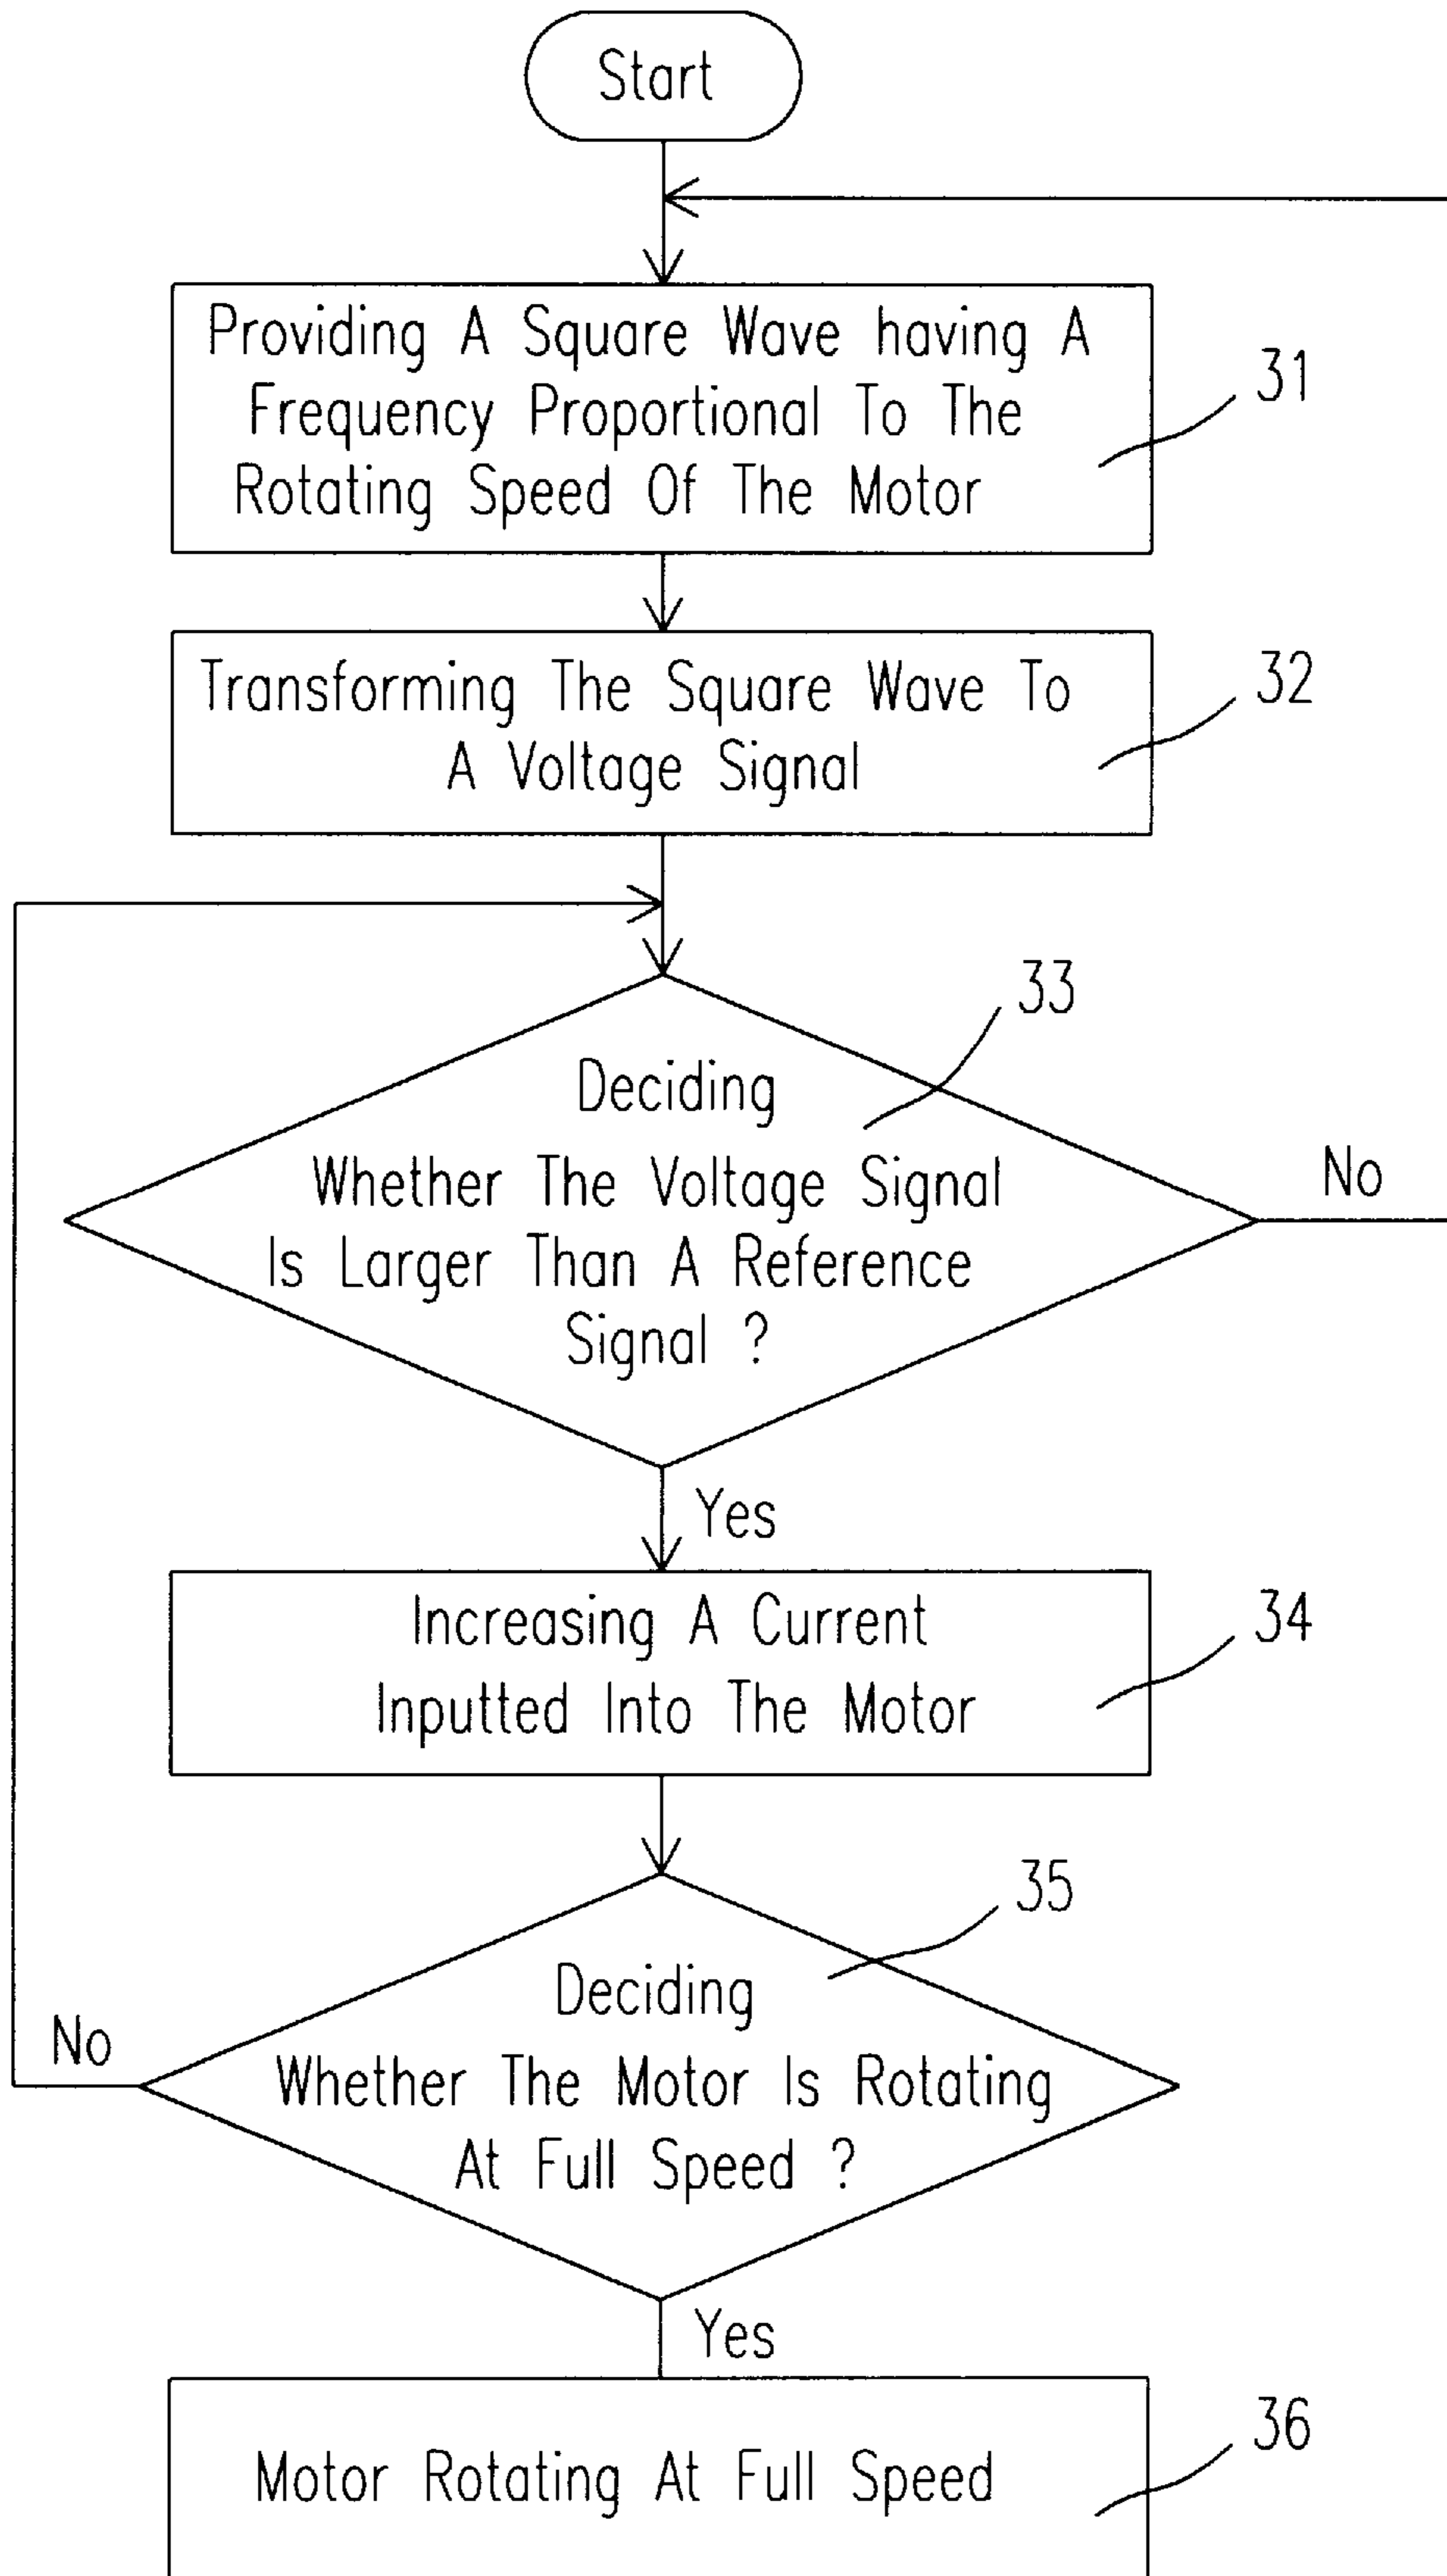 Start
Providing A Square Wave having A
Frequency Proportional To The
Rotating Speed Of The Motor
31
Transforming The Square Wave To
A Voltage Signal
32
33
Deciding
Whether The Voltage Signal
Is Larger Than A Reference
Signal ?
No
Yes
Increasing A Current
Inputted Into The Motor
34
35
Deciding
Whether The Motor Is Rotating
At Full Speed ?
No
Yes
Motor Rotating At Full Speed
36